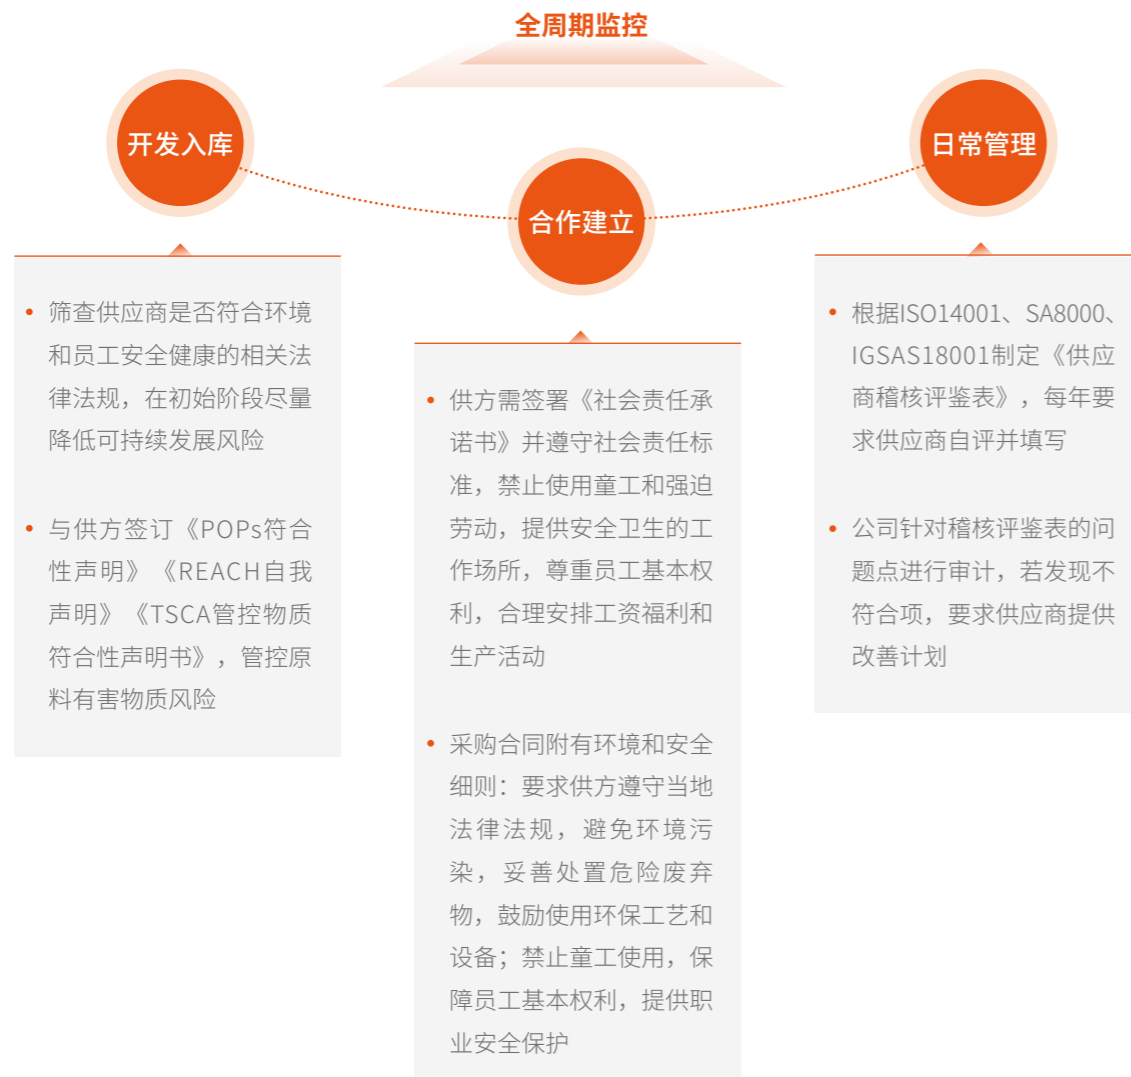 全周期监控
开发入库
合作建立
日常管理
筛查供应商是否符合环境
和员工安全健康的相关法
律法规，在初始阶段尽量
降低可持续发展风险
与供方签订《POPs符合
性声明》《REACH自我
声明》《TSCA管控物质
符合性声明书》，管控原
料有害物质风险
供方需签署《社会责任承
诺书》并遵守社会责任标
准，禁止使用童工和强迫
劳动，提供安全卫生的工
作场所，尊重员工基本权
利，合理安排工资福利和
生产活动
采购合同附有环境和安全
细则：要求供方遵守当地
法律法规，避免环境污
染，妥善处置危险废弃
物，鼓励使用环保工艺和
设备；禁止童工使用，保
障员工基本权利，提供职
业安全保护
根据ISO14001、SA8000、
IGSAS18001制定《供应
商稽核评鉴表》，每年要
求供应商自评并填写
公司针对稽核评鉴表的问
题点进行审计，若发现不
符合项，要求供应商提供
改善计划